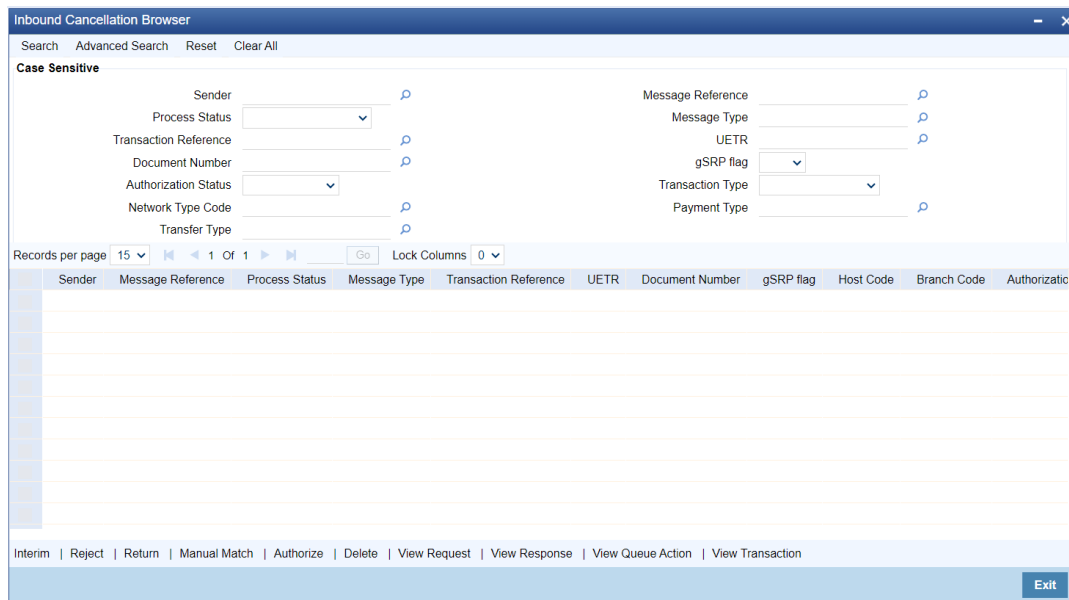 Inbound Cancellation Browser
Search Advanced Search Reset Clear All
Case Sensitive
Sender Message Reference
Process Status Message Type
Transaction Reference UETR
Document Number gSRP flag
Authorization Status Transaction Type
Network Type Code Payment Type
Transfer Type
Records per page 15 1 Of 1 Go Lock Columns 0
Sender Message Reference Process Status Message Type Transaction Reference UETR Document Number gSRP flag Host Code Branch Code Authorizatio
Interim | Reject | Return | Manual Match | Authorize | Delete | View Request | View Response | View Queue Action | View Transaction
Exit